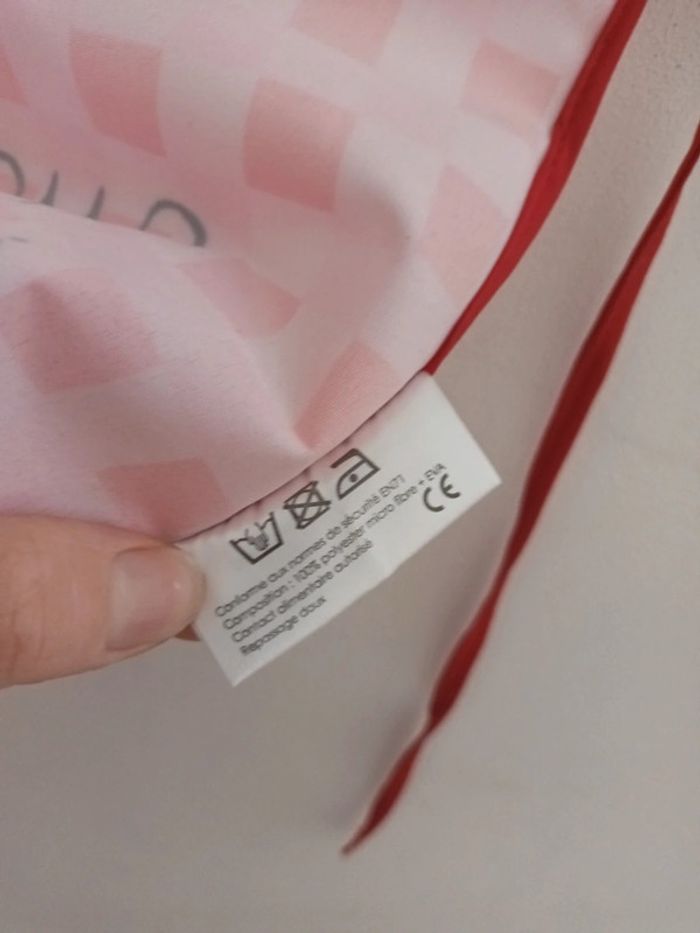 Conforme aux normes de sécurité EN71
Composition : 100% polyester micro fibre + EVA
Contact alimentaire autorisé
Repassage doux
CE